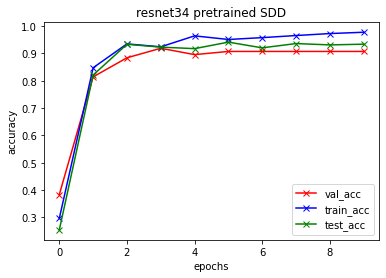 resnet34 pretrained SDD
1.0
0.9
0.8
0.7
0.6
0.5
0.4
0.3
accuracy
val_acc
train_acc
test_acc
0 2 4 6 8
epochs